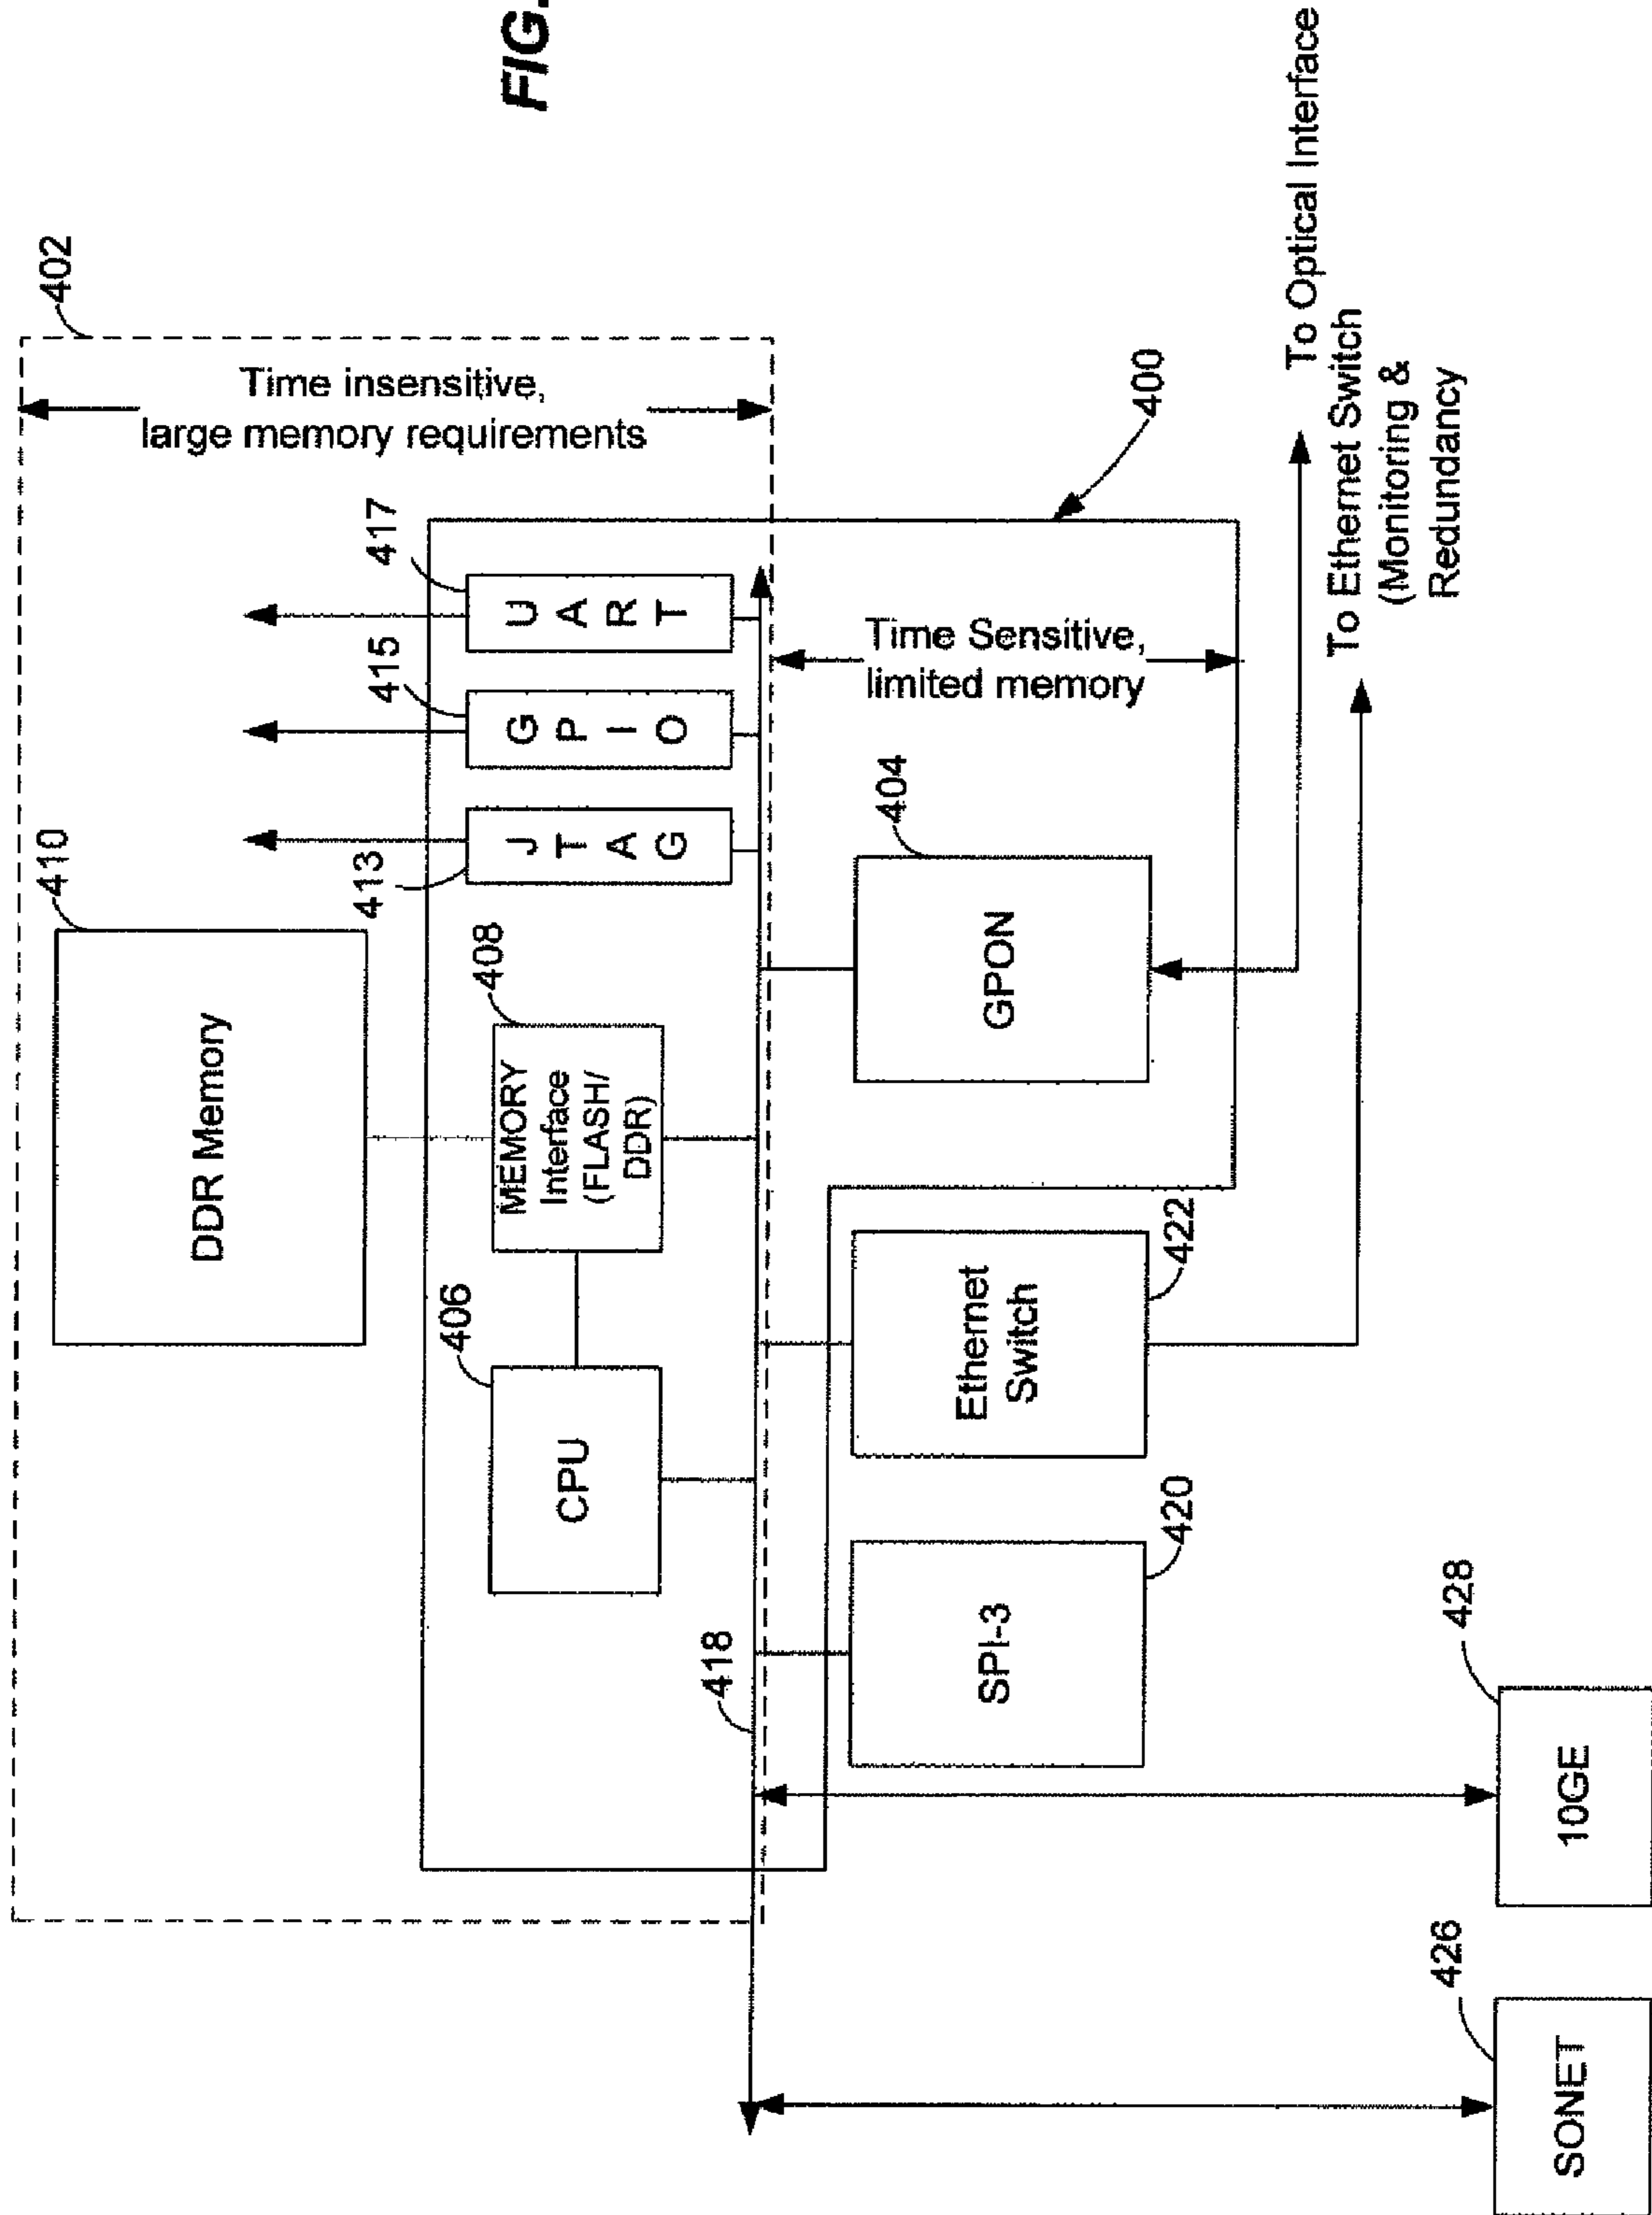 FIG.
402
Time insensitive,
large memory requirements
410
DDR Memory
417
415
413
U
A
R
T
G
P
I
O
J
T
A
G
408
MEMORY
Interface
(FLASH/
DDR)
406
CPU
418
400
Time Sensitive,
limited memory
404
GPON
422
Ethernet
Switch
420
SPI-3
To Optical Interface
To Ethernet Switch
(Monitoring &
Redundancy
428
10GE
426
SONET